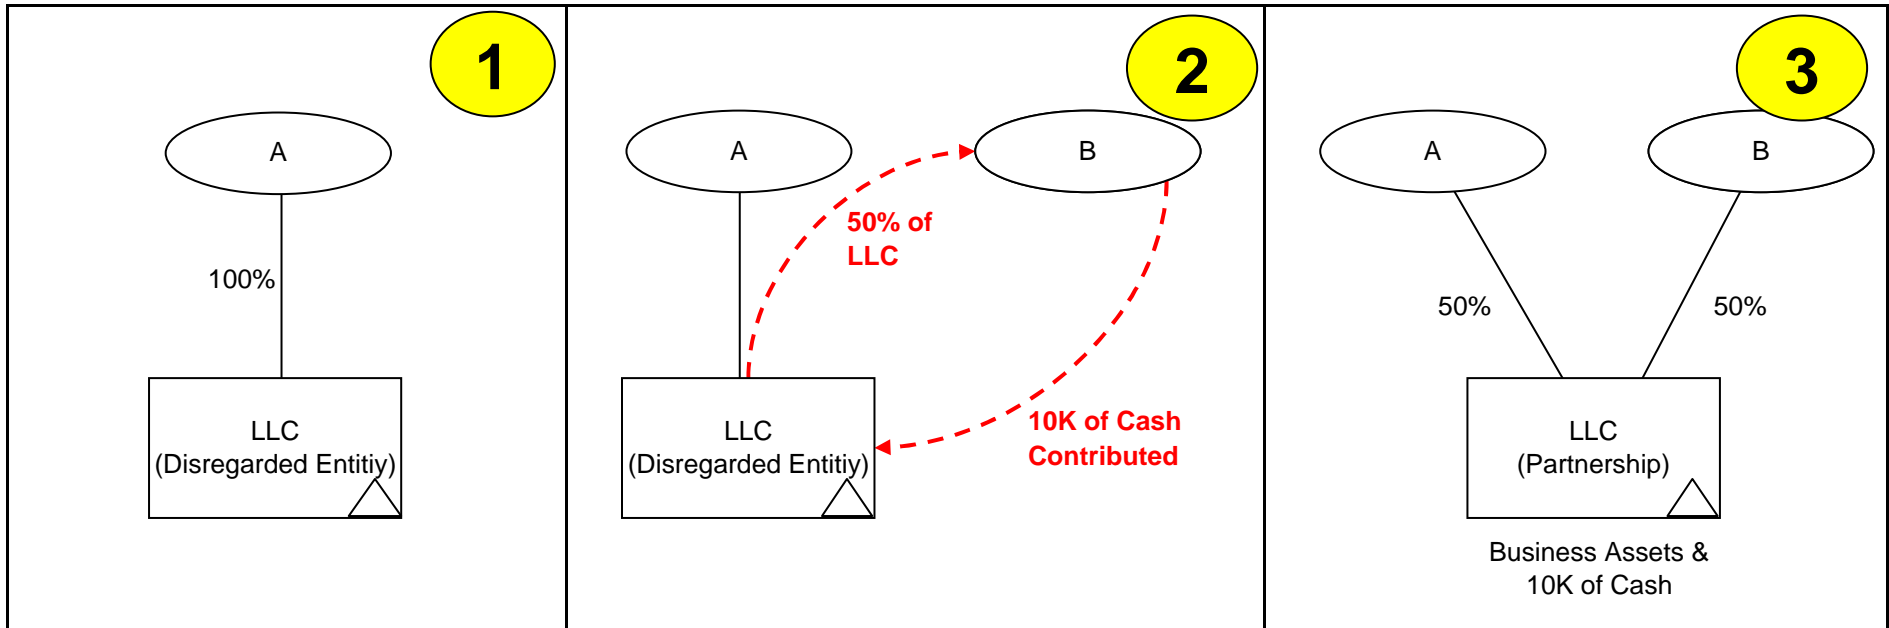 1
A
100%
LLC
(Disregarded Entitiy)
2
A
B
50% of
LLC
10K of Cash
Contributed
LLC
(Disregarded Entitiy)
3
A
B
50%
50%
LLC
(Partnership)
Business Assets &
10K of Cash